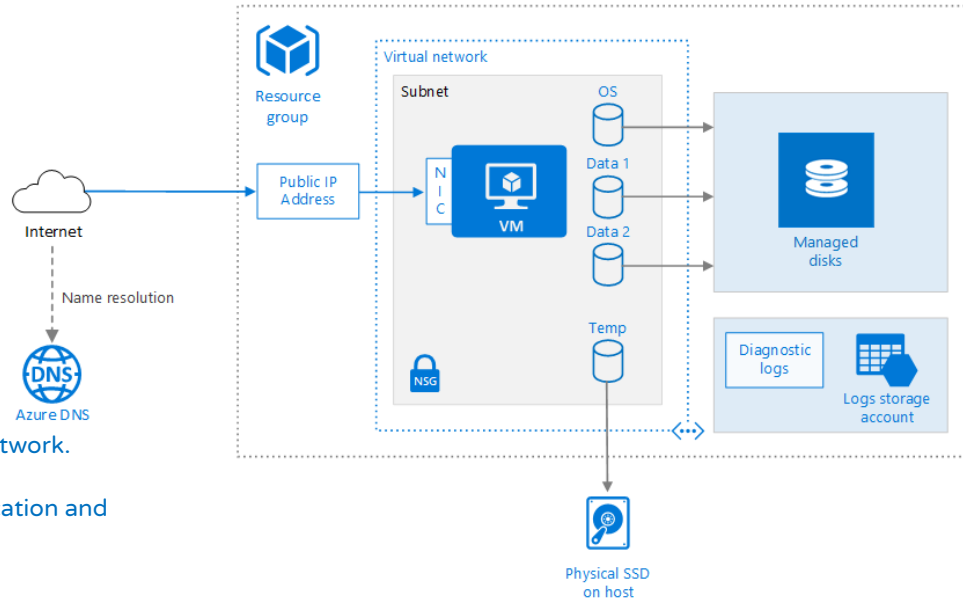 Resource
group
Virtual network
Subnet
OS
Data 1
Data 2
Temp
N
I
C
VM
NSG
Public IP
Address
Internet
Name resolution
DNS
Azure DNS
Managed
disks
Diagnostic
logs
Logs storage
account
Physical SSD
on host
twork.
ation and